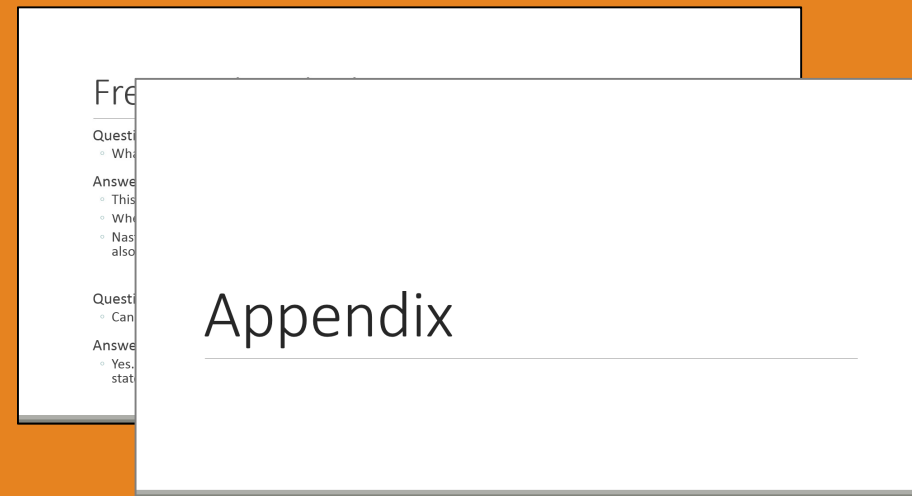 Fre
Questi
Wha
Answe
This
Whe
Nas
also
Questi
Can
Answe
Yes.
stat
Appendix